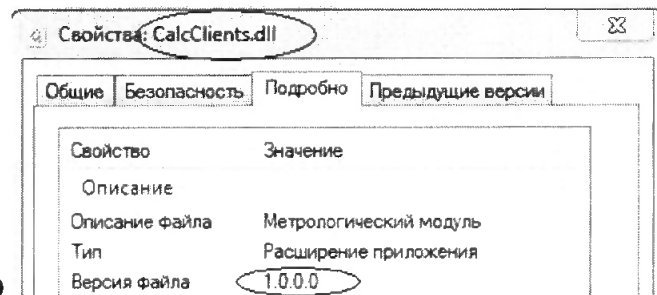 Свойства: CalcClients.dll
Общие Безопасность Подробно Предыдущие версии
Свойство Значение
Описание
Описание файла Метрологический модуль
Тип Расширение приложения
Версия файла 1.0.0.0